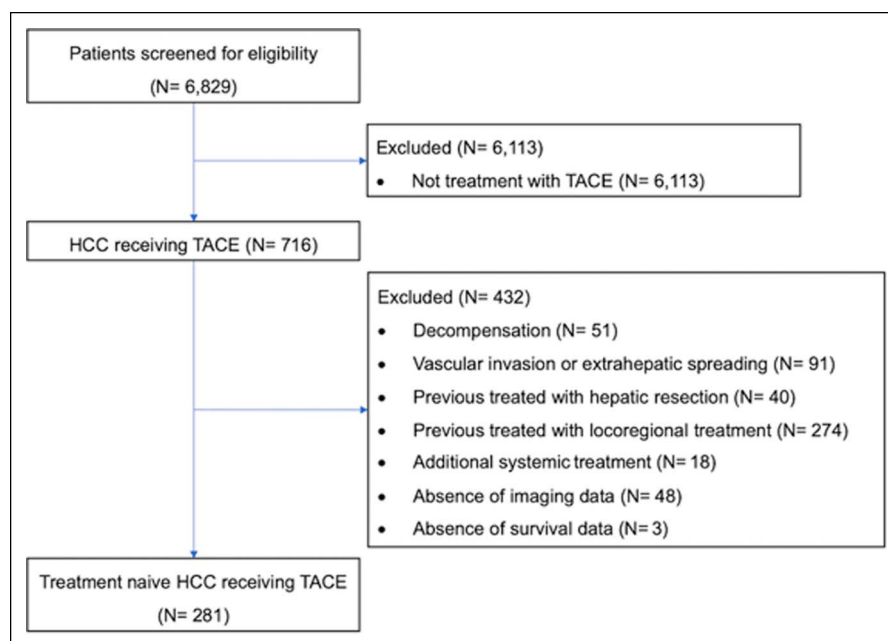 Patients screened for eligibility
(N= 6,829)
Excluded (N= 6,113)
• Not treatment with TACE (N= 6,113)
HCC receiving TACE (N= 716)
Excluded (N= 432)
• Decompensation (N= 51)
• Vascular invasion or extrahepatic spreading (N= 91)
• Previous treated with hepatic resection (N= 40)
• Previous treated with locoregional treatment (N= 274)
• Additional systemic treatment (N= 18)
• Absence of imaging data (N= 48)
• Absence of survival data (N= 3)
Treatment naive HCC receiving TACE
(N= 281)